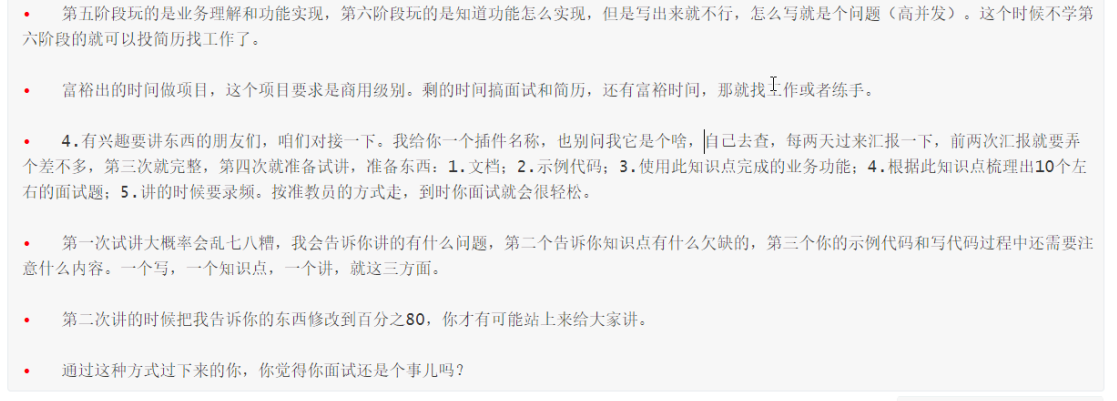 • 第五阶段玩的是业务理解和功能实现，第六阶段玩的是知道功能怎么实现，但是写出来就不行，怎么写就是个问题（高并发）。这个时候不学第
六阶段的就可以投简历找工作了。
• 富裕出的时间做项目，这个项目要求是商用级别。剩的时间搞面试和简历，还有富裕时间，那就找工作或者练手。
• 4.有兴趣要讲东西的朋友们，咱们对接一下。我给你一个插件名称，也别问我它是个啥，自己去查，每两天过来汇报一下，前两次汇报就要弄
个差不多，第三次就完整，第四次就准备试讲，准备东西：1.文档；2.示例代码；3.使用此知识点完成的业务功能；4.根据此知识点梳理出10个左
右的面试题；5.讲的时候要录频。按准教员的方式走，到时你面试就会很轻松。
• 第一次试讲大概率会乱七八糟，我会告诉你讲的有什么问题，第二个告诉你知识点有什么欠缺的，第三个你的示例代码和写代码过程中还需要注
意什么内容。一个写，一个知识点，一个讲，就这三方面。
• 第二次讲的时候把我告诉你的东西修改到百分之80，你才有可能站上来给大家讲。
• 通过这种方式过下来的你，你觉得你面试还是个事儿吗？